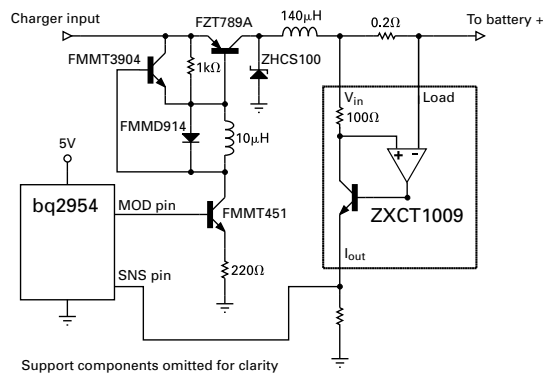 Charger input
FZT789A
140μH
0.2Ω
To battery +
FMMT3904
1kΩ
ZHCS100
Vin
Load
100Ω
FMMD914
10μH
+
-
5V
bq2954
MOD pin
FMMT451
ZXCT1009
SNS pin
220Ω
Iout
Support components omitted for clarity